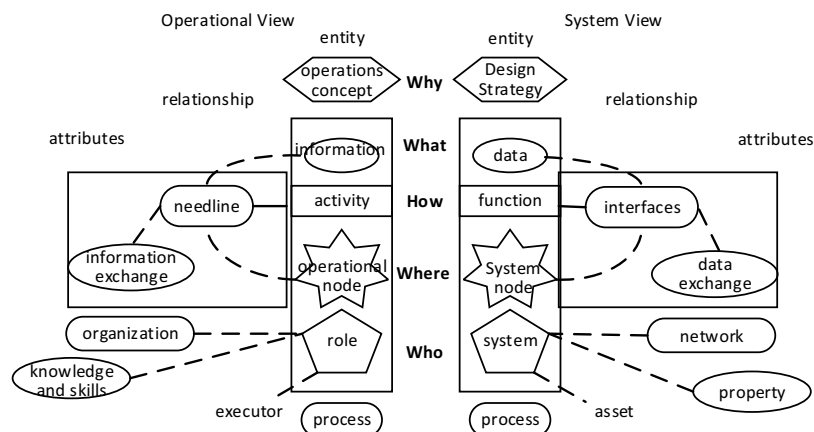 Operational View
System View
entity
entity
operations
concept
Why
Design
Strategy
relationship
relationship
attributes
attributes
information
What
data
needline
activity
How
function
interfaces
information
exchange
operational
node
Where
System
node
data
exchange
organization
role
Who
system
network
knowledge
and skills
property
executor
process
process
asset